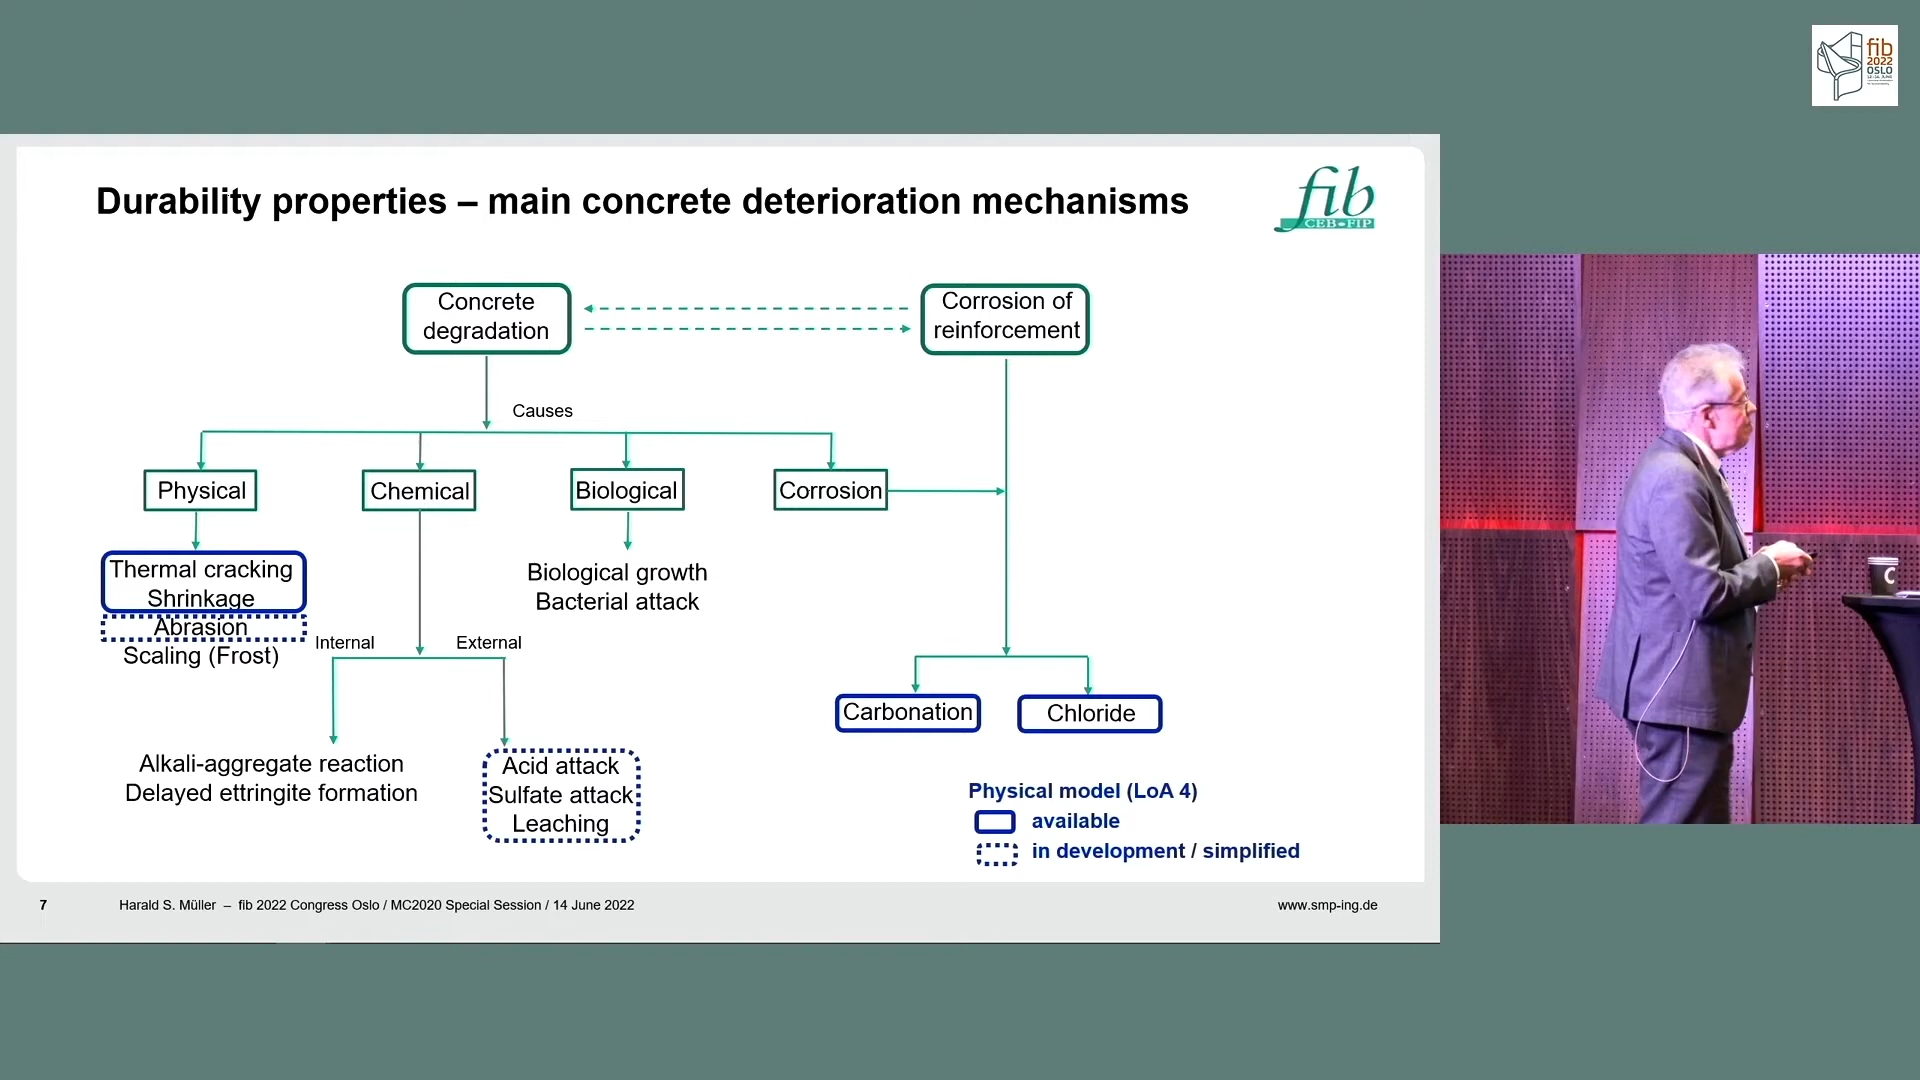 fib
2022
OSLO
Durability properties – main concrete deterioration mechanisms
fib
CEB-FIP
Concrete
degradation
Corrosion of
reinforcement
Causes
Physical
Chemical
Biological
Corrosion
Thermal cracking
Shrinkage
Abrasion
Scaling (Frost)
Biological growth
Bacterial attack
Internal
External
Carbonation
Chloride
Alkali-aggregate reaction
Delayed ettringite formation
Acid attack
Sulfate attack
Leaching
Physical model (LoA 4)
available
in development / simplified
7
Harald S. Müller – fib 2022 Congress Oslo / MC2020 Special Session / 14 June 2022
www.smp-ing.de
C